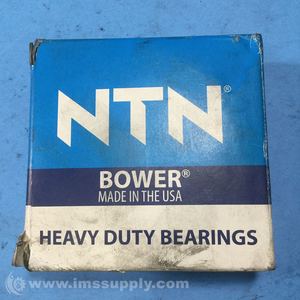 NTN®
BOWER®
MADE IN THE USA
HEAVY DUTY BEARINGS
© www.imssupply.com